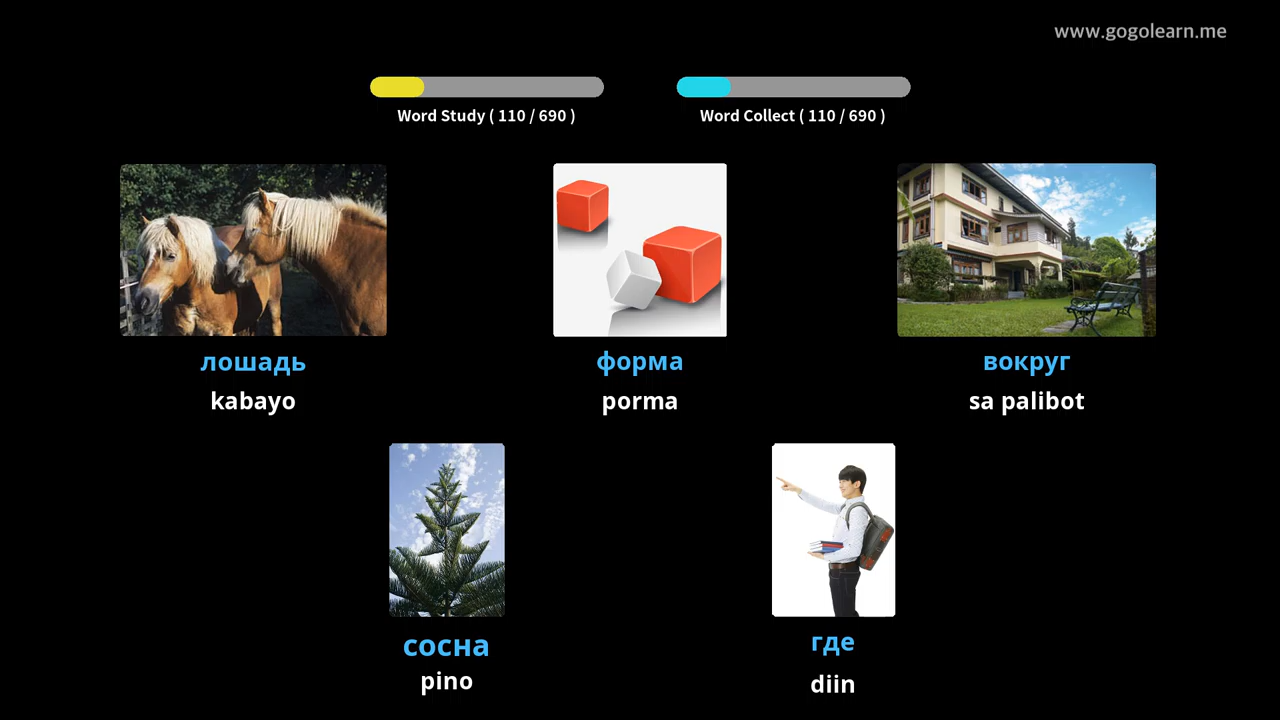 www.gogolearn.me
Word Study ( 110 / 690 )
Word Collect ( 110 / 690 )
лошадь
kabayo
форма
porma
вокруг
sa palibot
сосна
pino
где
diin